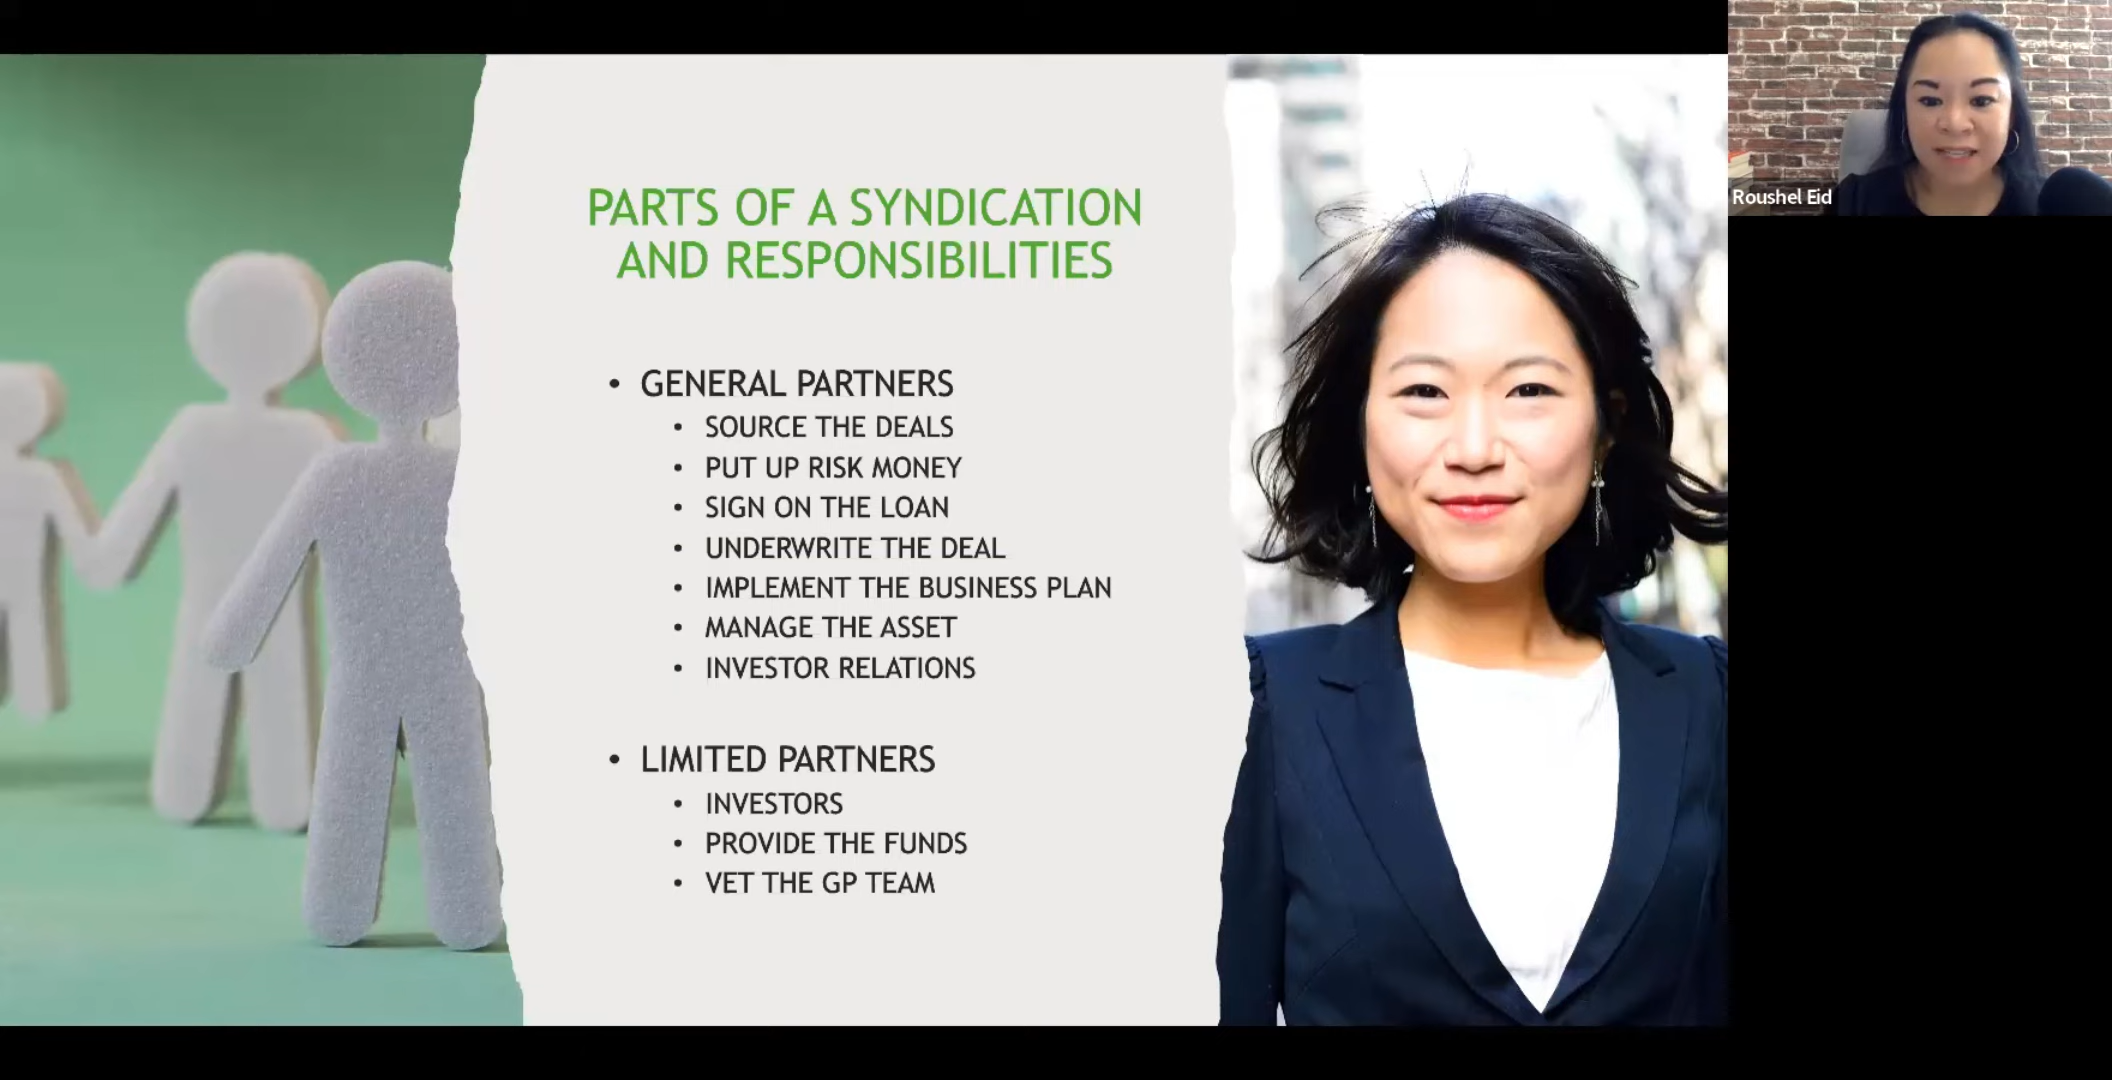 PARTS OF A SYNDICATION
AND RESPONSIBILITIES
• GENERAL PARTNERS
• SOURCE THE DEALS
• PUT UP RISK MONEY
• SIGN ON THE LOAN
• UNDERWRITE THE DEAL
• IMPLEMENT THE BUSINESS PLAN
• MANAGE THE ASSET
• INVESTOR RELATIONS
• LIMITED PARTNERS
• INVESTORS
• PROVIDE THE FUNDS
• VET THE GP TEAM
Roushel Eid